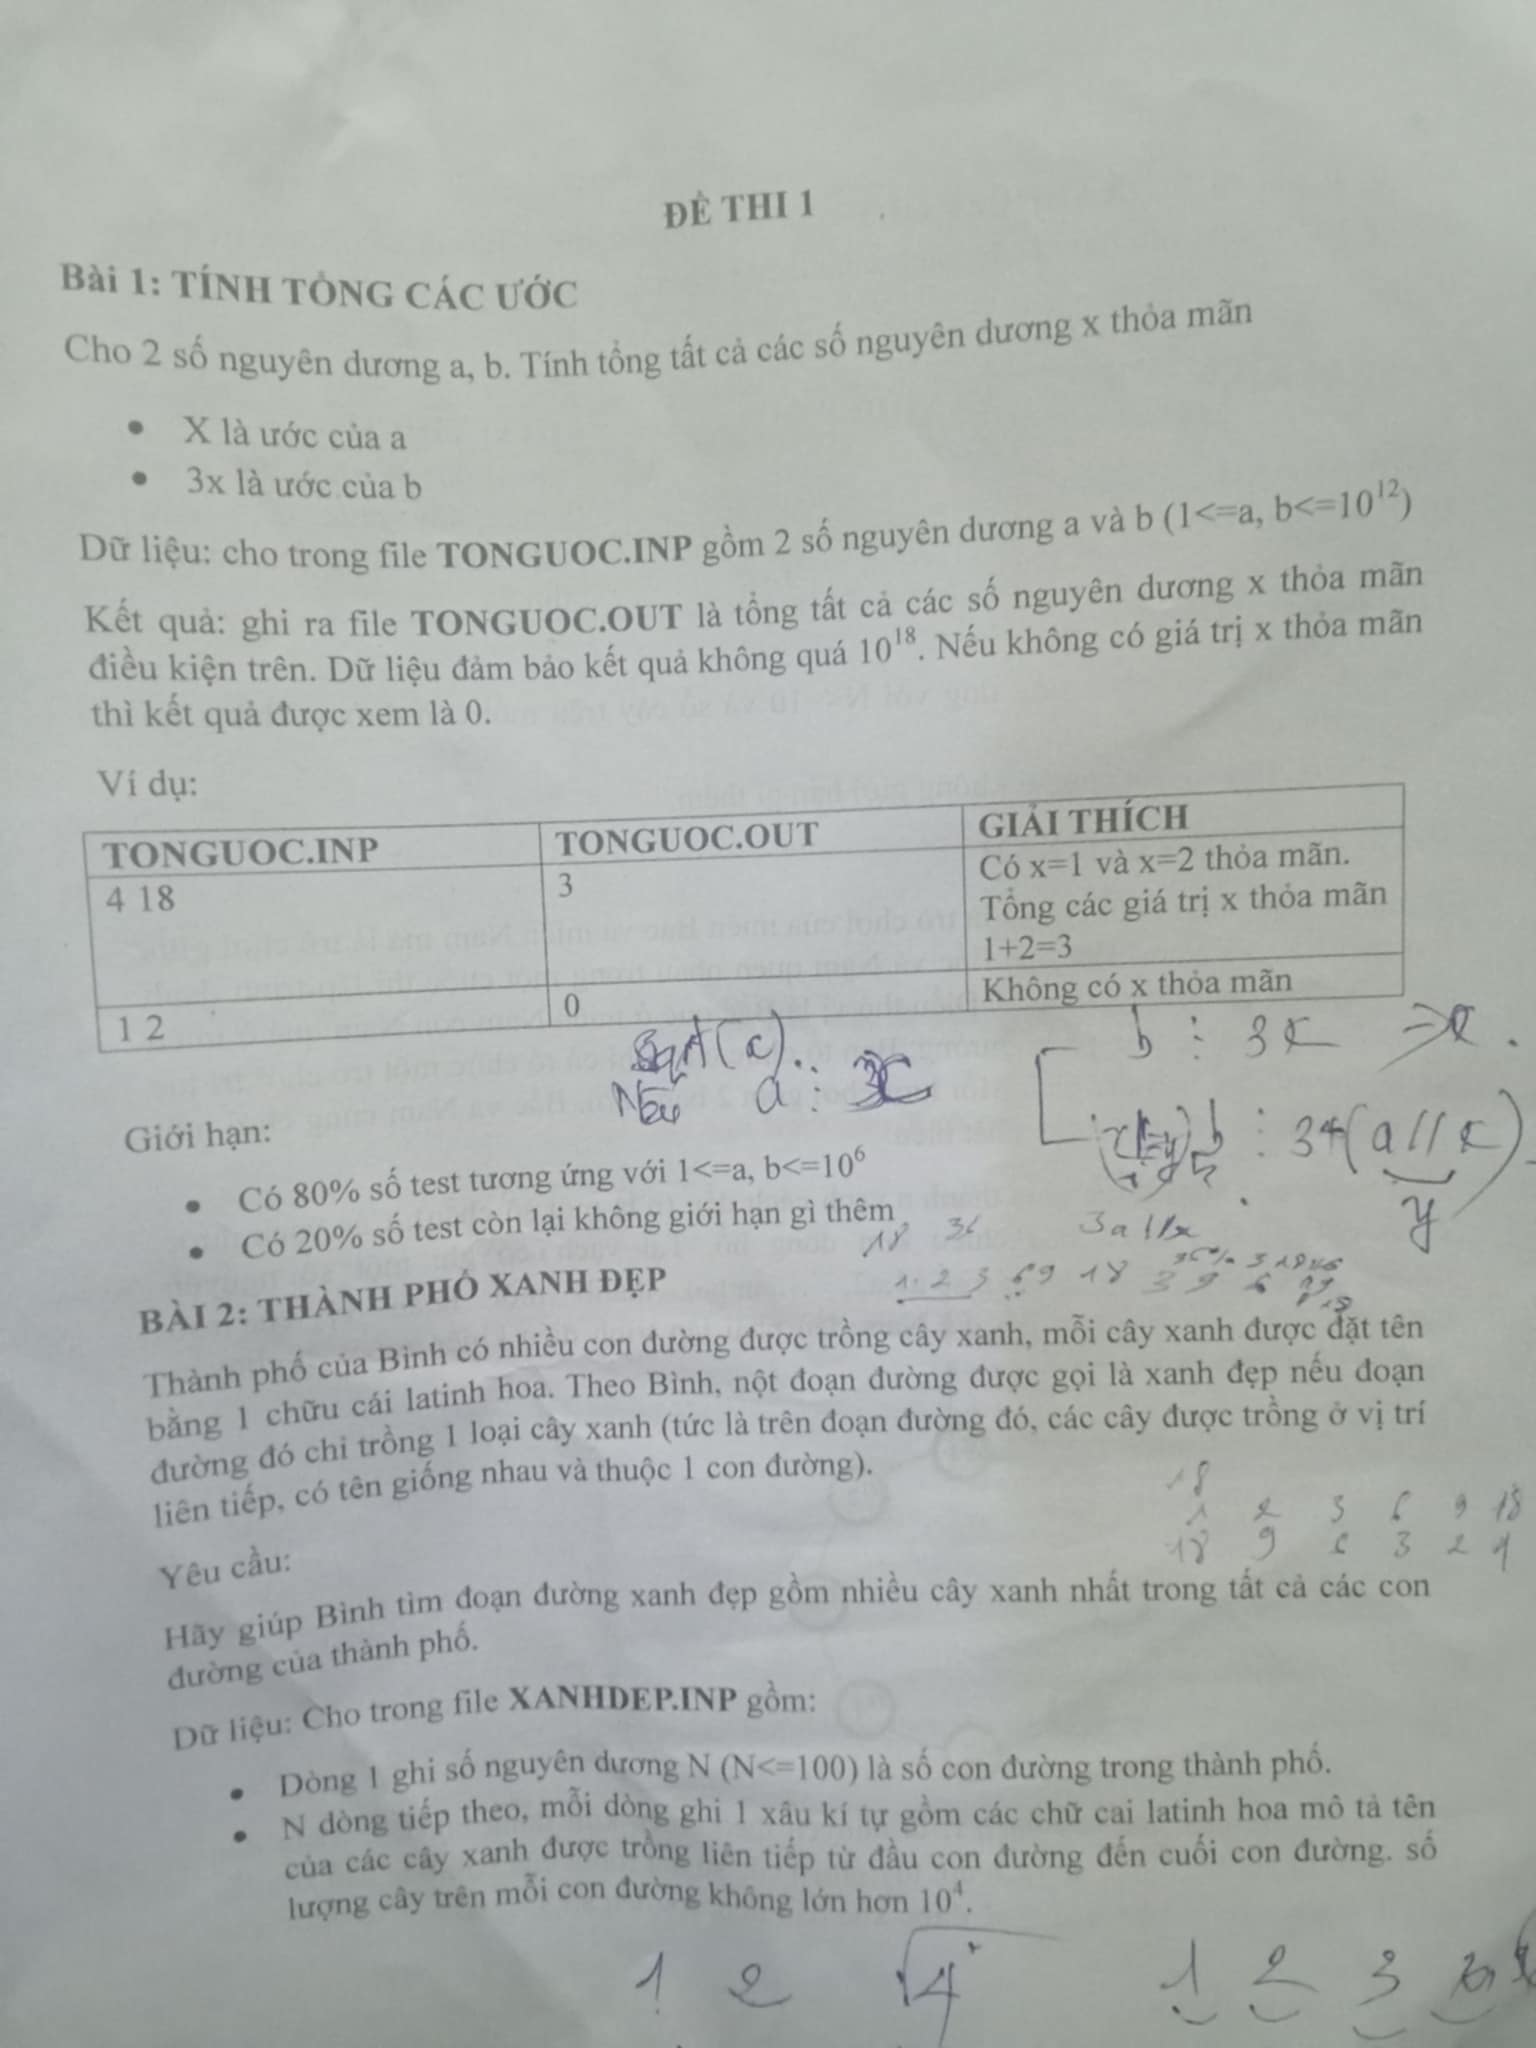 ĐỀ THI 1
Bài 1: TÍNH TỔNG CÁC ƯỚC
Cho 2 số nguyên dương a, b. Tính tổng tất cả các số nguyên dương x thỏa mãn
• X là ước của a
• 3x là ước của b
Dữ liệu: cho trong file TONGUOC.INP gồm 2 số nguyên dương a và b (1<=a, b<=10^12)
Kết quả: ghi ra file TONGUOC.OUT là tổng tất cả các số nguyên dương x thỏa mãn
điều kiện trên. Dữ liệu đảm bảo kết quả không quá 10^18. Nếu không có giá trị x thỏa mãn
thì kết quả được xem là 0.
Ví dụ:
TONGUOC.INP TONGUOC.OUT GIẢI THÍCH
4 18 3 Có x=1 và x=2 thỏa mãn.
Tổng các giá trị x thỏa mãn
1+2=3
1 2 0 Không có x thỏa mãn
b ⋮ 3x
Nếu a ⋮
Giới hạn:
• Có 80% số test tương ứng với 1<=a, b<=10^6
• Có 20% số test còn lại không giới hạn gì thêm
y
18
1 2 3 6 9 18
BÀI 2: THÀNH PHỐ XANH ĐẸP
Thành phố của Bình có nhiều con đường được trồng cây xanh, mỗi cây xanh được đặt tên
bằng 1 chữu cái latinh hoa. Theo Bình, nột đoạn đường được gọi là xanh đẹp nếu đoạn
đường đó chỉ trồng 1 loại cây xanh (tức là trên đoạn đường đó, các cây được trồng ở vị trí
liên tiếp, có tên giống nhau và thuộc 1 con đường).
18
1 2 3 6 9 18
18 9 6 3 2 1
Yêu cầu:
Hãy giúp Bình tìm đoạn đường xanh đẹp gồm nhiều cây xanh nhất trong tất cả các con
đường của thành phố.
Dữ liệu: Cho trong file XANHDEP.INP gồm:
• Dòng 1 ghi số nguyên dương N (N<=100) là số con đường trong thành phố.
• N dòng tiếp theo, mỗi dòng ghi 1 xâu kí tự gồm các chữ cai latinh hoa mô tả tên
của các cây xanh được trồng liên tiếp từ đầu con đường đến cuối con đường. số
lượng cây trên mỗi con đường không lớn hơn 10^4.
1 2 √4 1 2 3